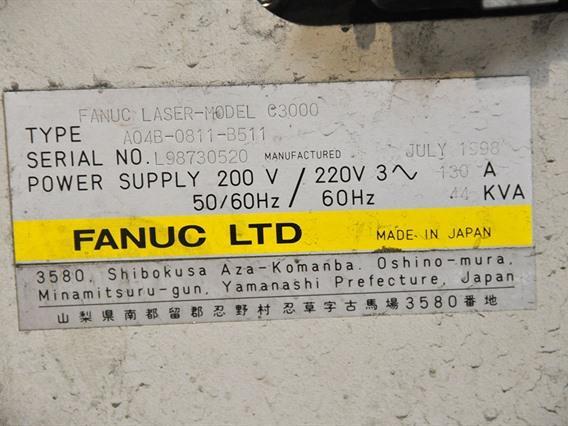 FANUC LASER-MODEL C3000
TYPE A04B-0811-B511
SERIAL NO. L98730520 MANUFACTURED JULY 1998
POWER SUPPLY 200 V / 220V 3~ 130 A
50/60Hz / 60Hz 44 KVA
FANUC LTD MADE IN JAPAN
3580, Shibokusa Aza-Komanba. Oshino-mura,
Minamitsuru-gun, Yamanashi Prefecture, Japan
山梨県南都留郡忍野村忍草字古馬場3580番地